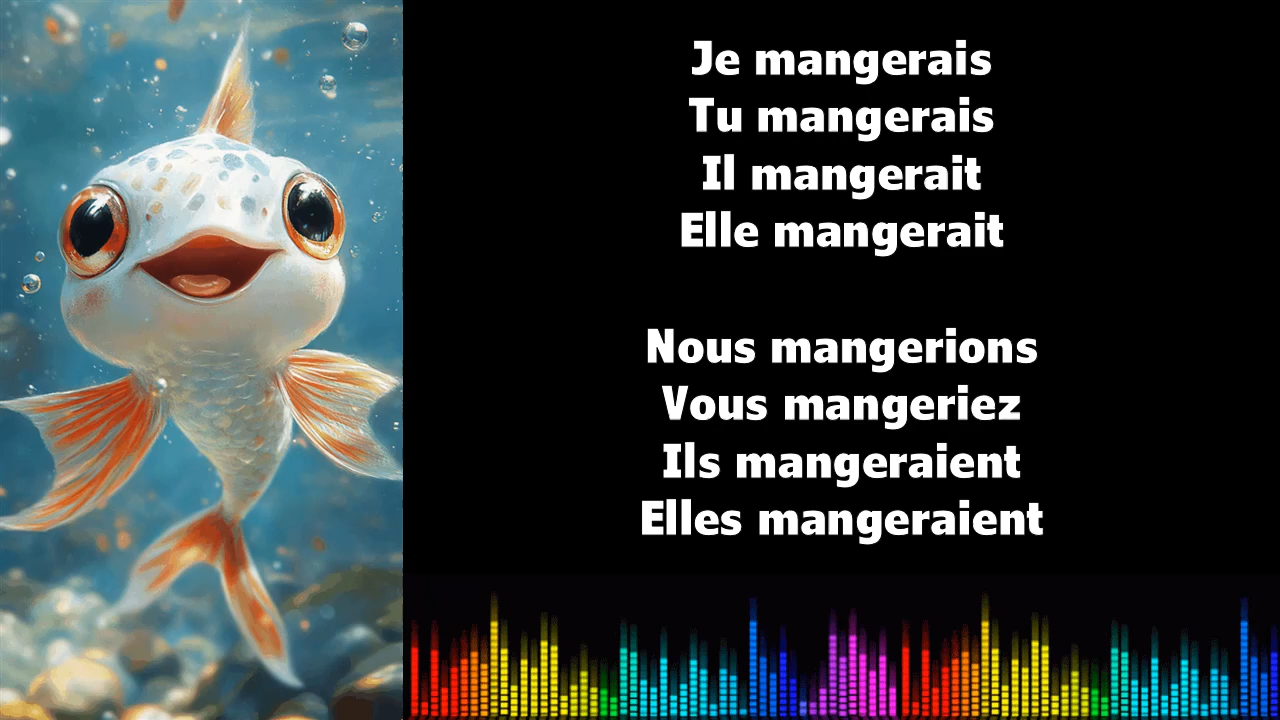 Je mangerais
Tu mangerais
Il mangerait
Elle mangerait
Nous mangerions
Vous mangeriez
Ils mangeraient
Elles mangeraient